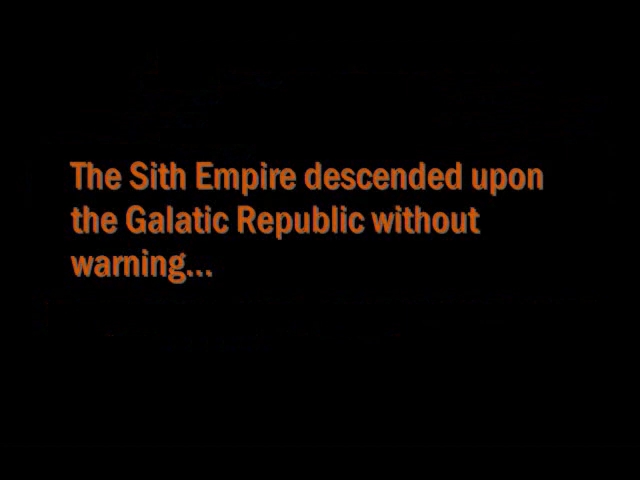 The Sith Empire descended upon
the Galatic Republic without
warning...